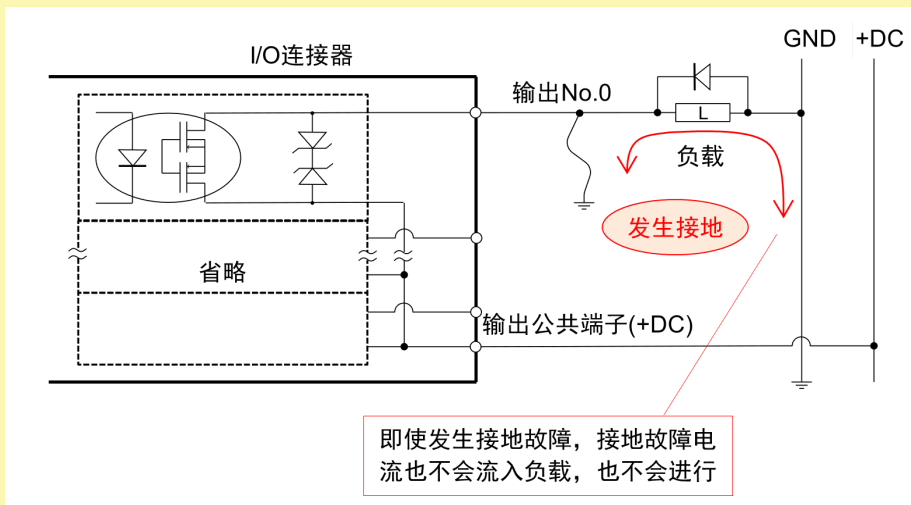 GND +DC
I/O连接器
输出No.0
L
负载
发生接地
省略
输出公共端子(+DC)
即使发生接地故障，接地故障电
流也不会流入负载，也不会进行